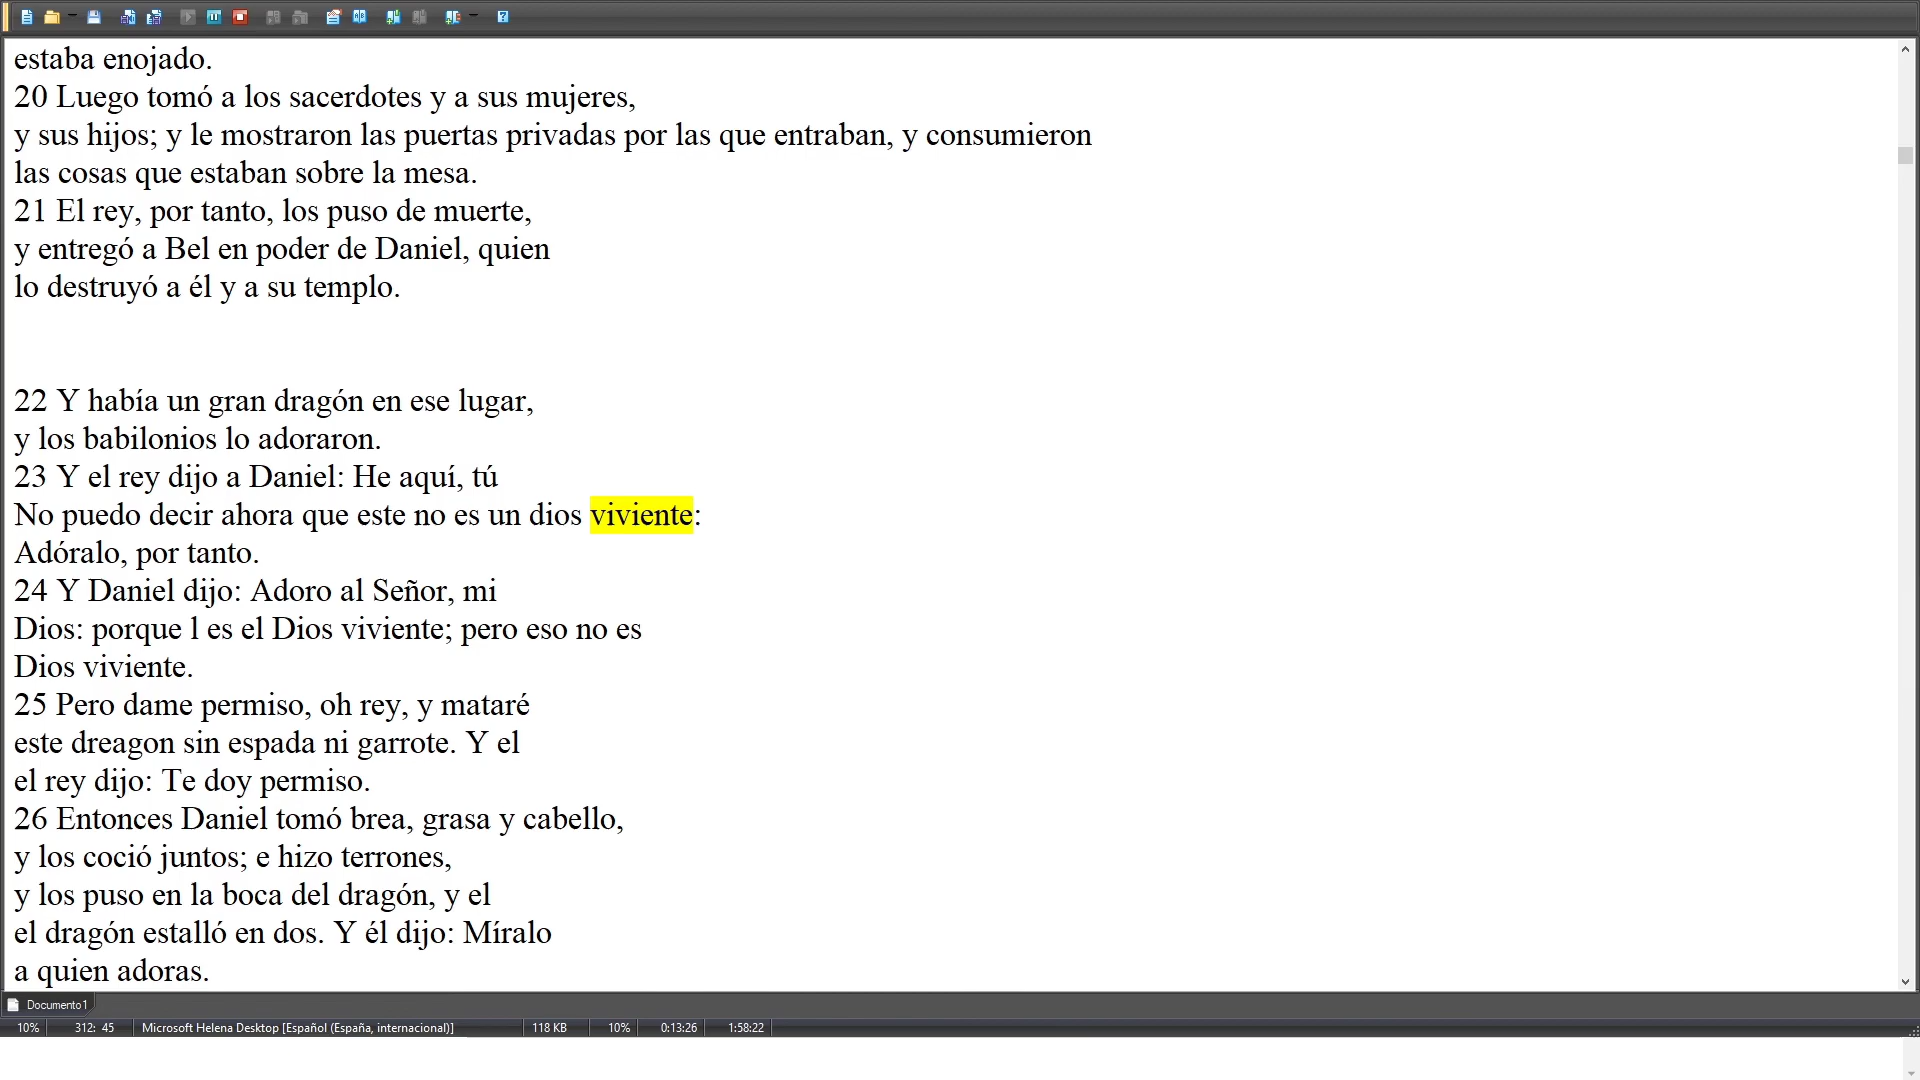 estaba enojado.
20 Luego tomó a los sacerdotes y a sus mujeres,
y sus hijos; y le mostraron las puertas privadas por las que entraban, y consumieron
las cosas que estaban sobre la mesa.
21 El rey, por tanto, los puso de muerte,
y entregó a Bel en poder de Daniel, quien
lo destruyó a él y a su templo.
22 Y había un gran dragón en ese lugar,
y los babilonios lo adoraron.
23 Y el rey dijo a Daniel: He aquí, tú
No puedo decir ahora que este no es un dios viviente:
Adóralo, por tanto.
24 Y Daniel dijo: Adoro al Señor, mi
Dios: porque l es el Dios viviente; pero eso no es
Dios viviente.
25 Pero dame permiso, oh rey, y mataré
este dreagon sin espada ni garrote. Y el
el rey dijo: Te doy permiso.
26 Entonces Daniel tomó brea, grasa y cabello,
y los coció juntos; e hizo terrones,
y los puso en la boca del dragón, y el
el dragón estalló en dos. Y él dijo: Míralo
a quien adoras.
Documento1
10% 312: 45 Microsoft Helena Desktop [Español (España, internacional)] 118 KB 10% 0:13:26 1:58:22